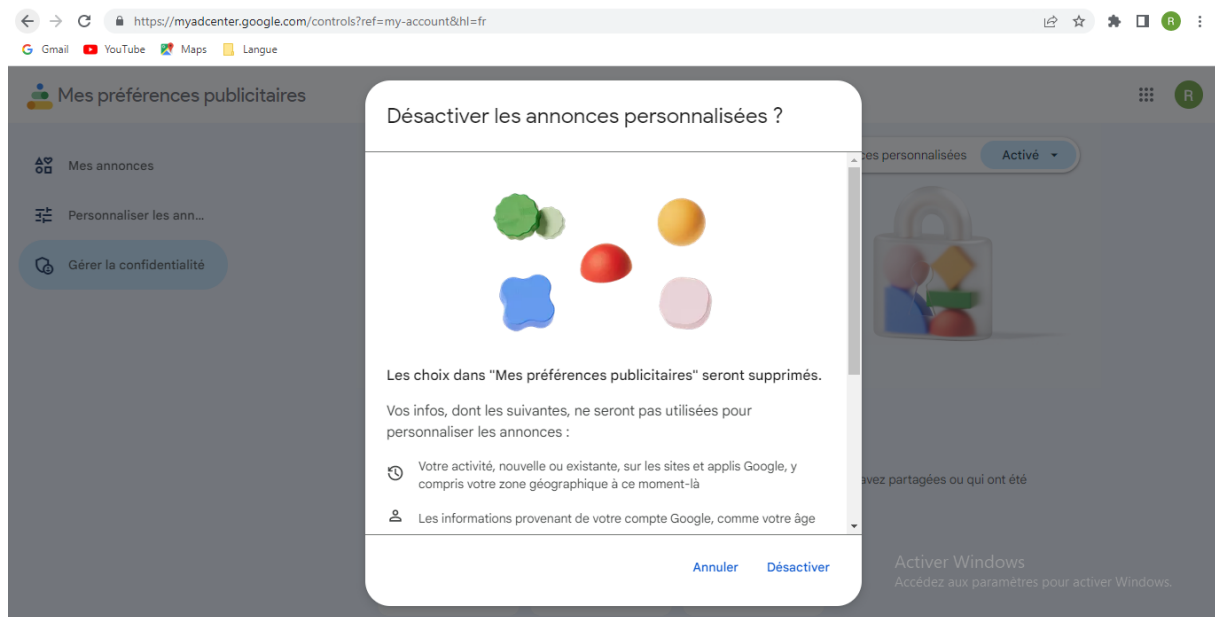 https://myadcenter.google.com/controls?ref=my-account&hl=fr
R
Gmail
YouTube
Maps
Langue
Mes préférences publicitaires
R
Mes annonces
Personnaliser les ann...
Gérer la confidentialité
ces personnalisées
Activé
Désactiver les annonces personnalisées ?
Les choix dans "Mes préférences publicitaires" seront supprimés.
Vos infos, dont les suivantes, ne seront pas utilisées pour
personnaliser les annonces :
Votre activité, nouvelle ou existante, sur les sites et applis Google, y
compris votre zone géographique à ce moment-là
Les informations provenant de votre compte Google, comme votre âge
avez partagées ou qui ont été
Annuler
Désactiver
Activer Windows
Accédez aux paramètres pour activer Windows.